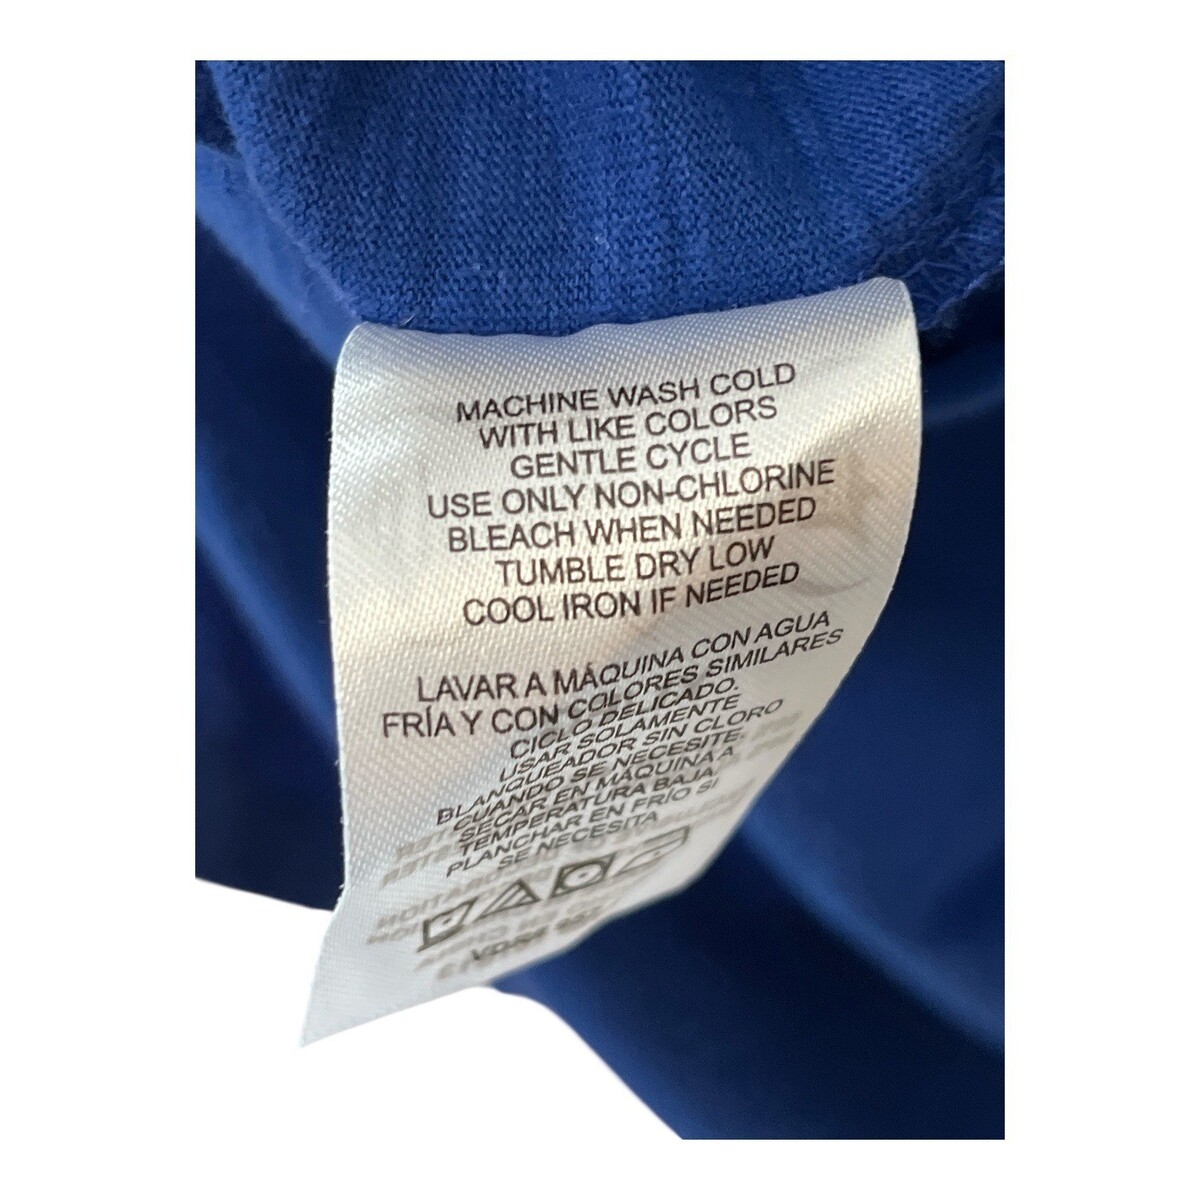 MACHINE WASH COLD
WITH LIKE COLORS
GENTLE CYCLE
USE ONLY NON-CHLORINE
BLEACH WHEN NEEDED
TUMBLE DRY LOW
COOL IRON IF NEEDED
LAVAR A MÁQUINA CON AGUA
FRÍA Y CON COLORES SIMILARES
CICLO DELICADO.
USAR SOLAMENTE
BLANQUEADOR SIN CLORO
CUANDO SE NECESITE.
SECAR EN MÁQUINA A
TEMPERATURA BAJA.
PLANCHAR EN FRÍO SI
SE NECESITA